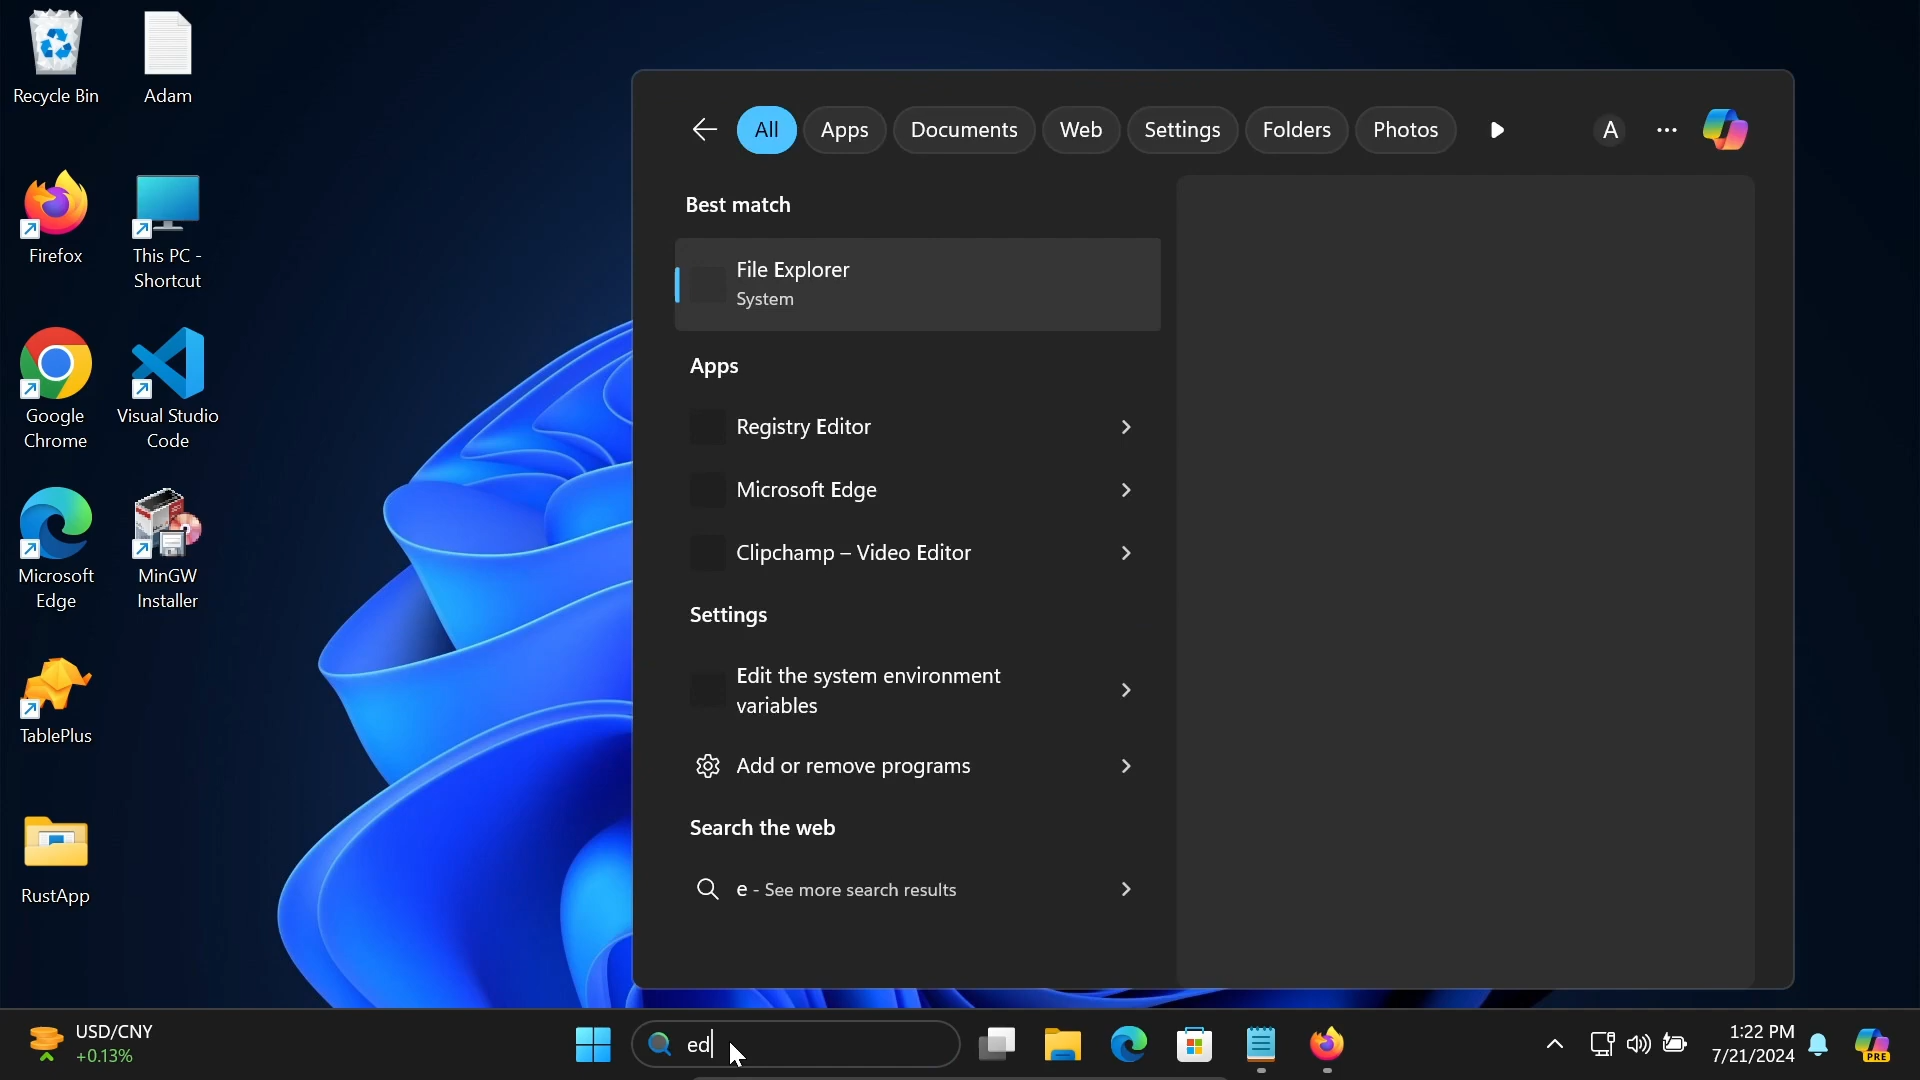 Recycle Bin
Adam
Firefox
This PC -
Shortcut
Google
Chrome
Visual Studio
Code
Microsoft
Edge
MinGW
Installer
TablePlus
RustApp
All
Apps
Documents
Web
Settings
Folders
Photos
A
Best match
File Explorer
System
Apps
Registry Editor
Microsoft Edge
Clipchamp – Video Editor
Settings
Edit the system environment
variables
Add or remove programs
Search the web
e - See more search results
USD/CNY
+0.13%
ed
1:22 PM
7/21/2024
PRE